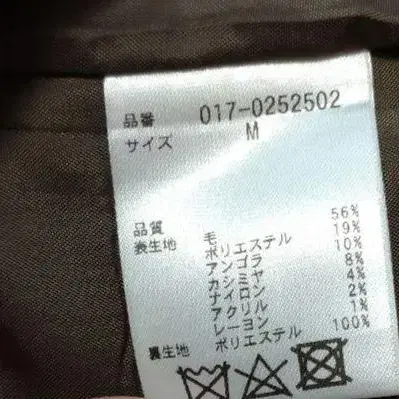 品番 017-0252502
サイズ M
品質
表生地 毛 56%
ポリエステル 19%
アンゴラ 10%
カシミヤ 8%
ナイロン 4%
アクリル 2%
レーヨン 1%
裏生地 ポリエステル 100%